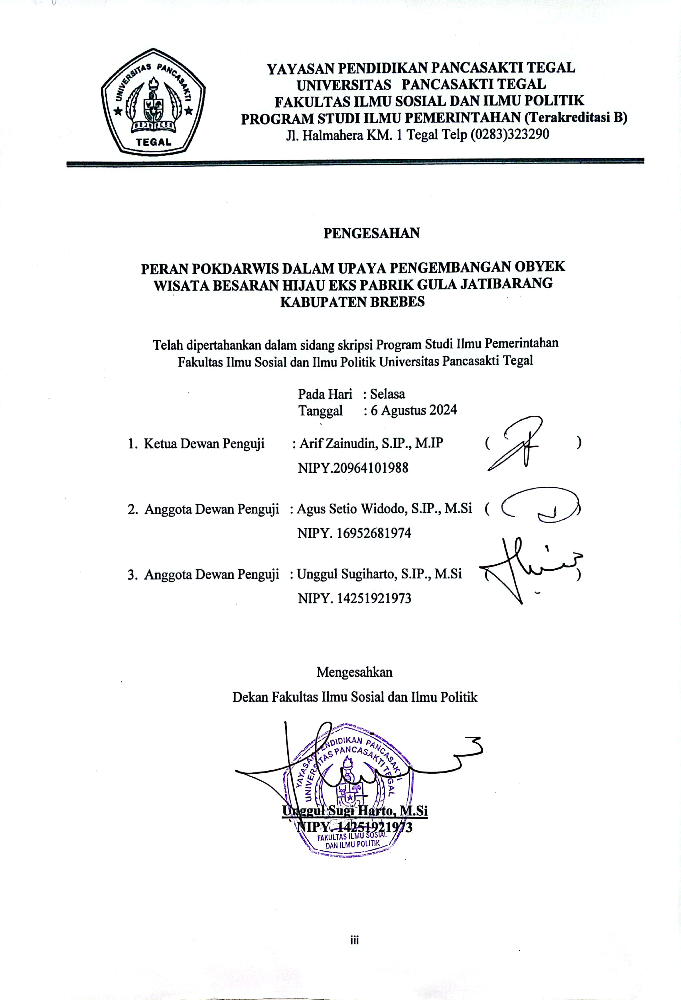 UNIVERSITAS PANCASAKTI
TEGAL
YAYASAN PENDIDIKAN PANCASAKTI TEGAL
UNIVERSITAS PANCASAKTI TEGAL
FAKULTAS ILMU SOSIAL DAN ILMU POLITIK
PROGRAM STUDI ILMU PEMERINTAHAN (Terakreditasi B)
Jl. Halmahera KM. 1 Tegal Telp (0283)323290
PENGESAHAN
PERAN POKDARWIS DALAM UPAYA PENGEMBANGAN OBYEK
WISATA BESARAN HIJAU EKS PABRIK GULA JATIBARANG
KABUPATEN BREBES
Telah dipertahankan dalam sidang skripsi Program Studi Ilmu Pemerintahan
Fakultas Ilmu Sosial dan Ilmu Politik Universitas Pancasakti Tegal
Pada Hari : Selasa
Tanggal : 6 Agustus 2024
1. Ketua Dewan Penguji : Arif Zainudin, S.IP., M.IP ( )
NIPY.20964101988
2. Anggota Dewan Penguji : Agus Setio Widodo, S.IP., M.Si ( )
NIPY. 16952681974
3. Anggota Dewan Penguji : Unggul Sugiharto, S.IP., M.Si ( )
NIPY. 14251921973
Mengesahkan
Dekan Fakultas Ilmu Sosial dan Ilmu Politik
YAYASAN PENDIDIKAN PANCASAKTI
UNIVERSITAS PANCASAKTI TEGAL
Unggul Sugi Harto, M.Si
NIPY. 14251921973
FAKULTAS ILMU SOSIAL
DAN ILMU POLITIK
iii